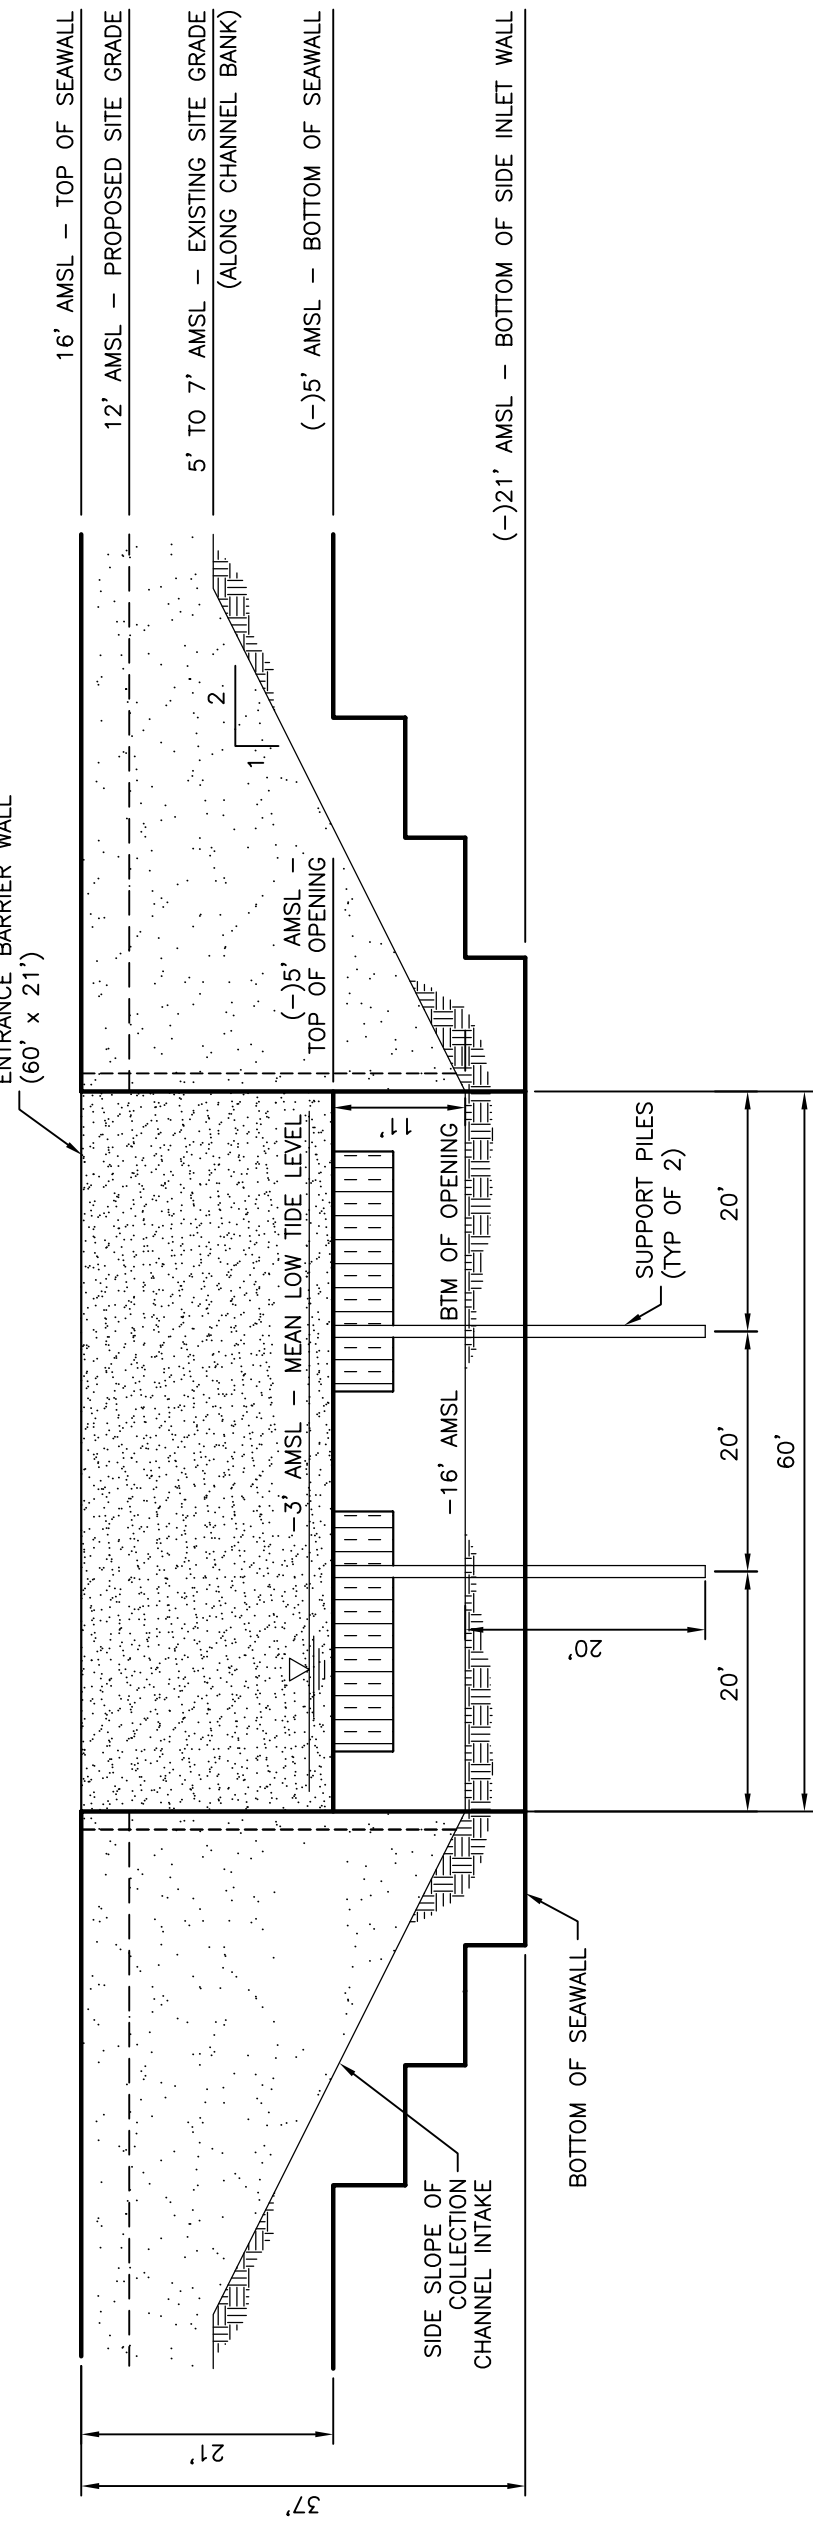 ENTRANCE BARRIER WALL
(60' x 21')
16' AMSL – TOP OF SEAWALL
12' AMSL – PROPOSED SITE GRADE
5' TO 7' AMSL – EXISTING SITE GRADE
(ALONG CHANNEL BANK)
(–)5' AMSL – BOTTOM OF SEAWALL
(–)21' AMSL – BOTTOM OF SIDE INLET WALL
2
1
(–)5' AMSL –
TOP OF OPENING
–3' AMSL – MEAN LOW TIDE LEVEL
11'
–16' AMSL
BTM OF OPENING
SUPPORT PILES
(TYP OF 2)
20'
20'
20'
20'
60'
SIDE SLOPE OF
COLLECTION
CHANNEL INTAKE
BOTTOM OF SEAWALL
21'
37'